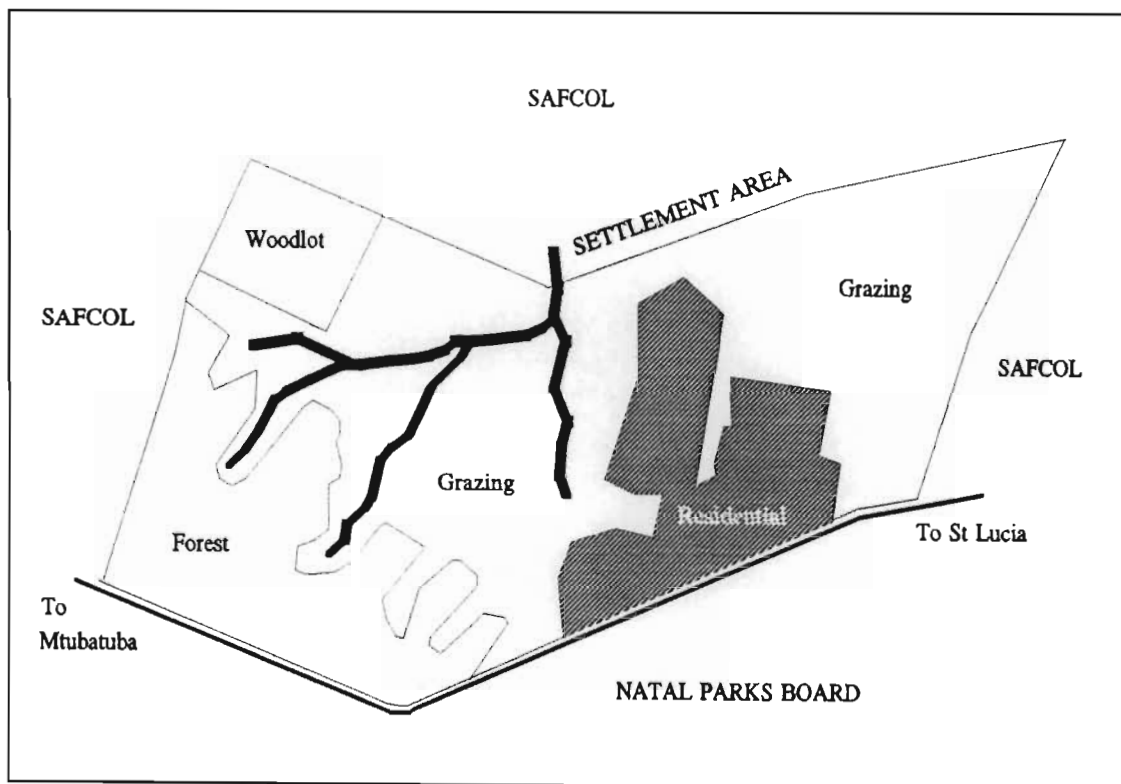 SAFCOL
SETTLEMENT AREA
Woodlot
Grazing
SAFCOL
SAFCOL
Grazing
Residential
Forest
To St Lucia
To
Mtubatuba
NATAL PARKS BOARD